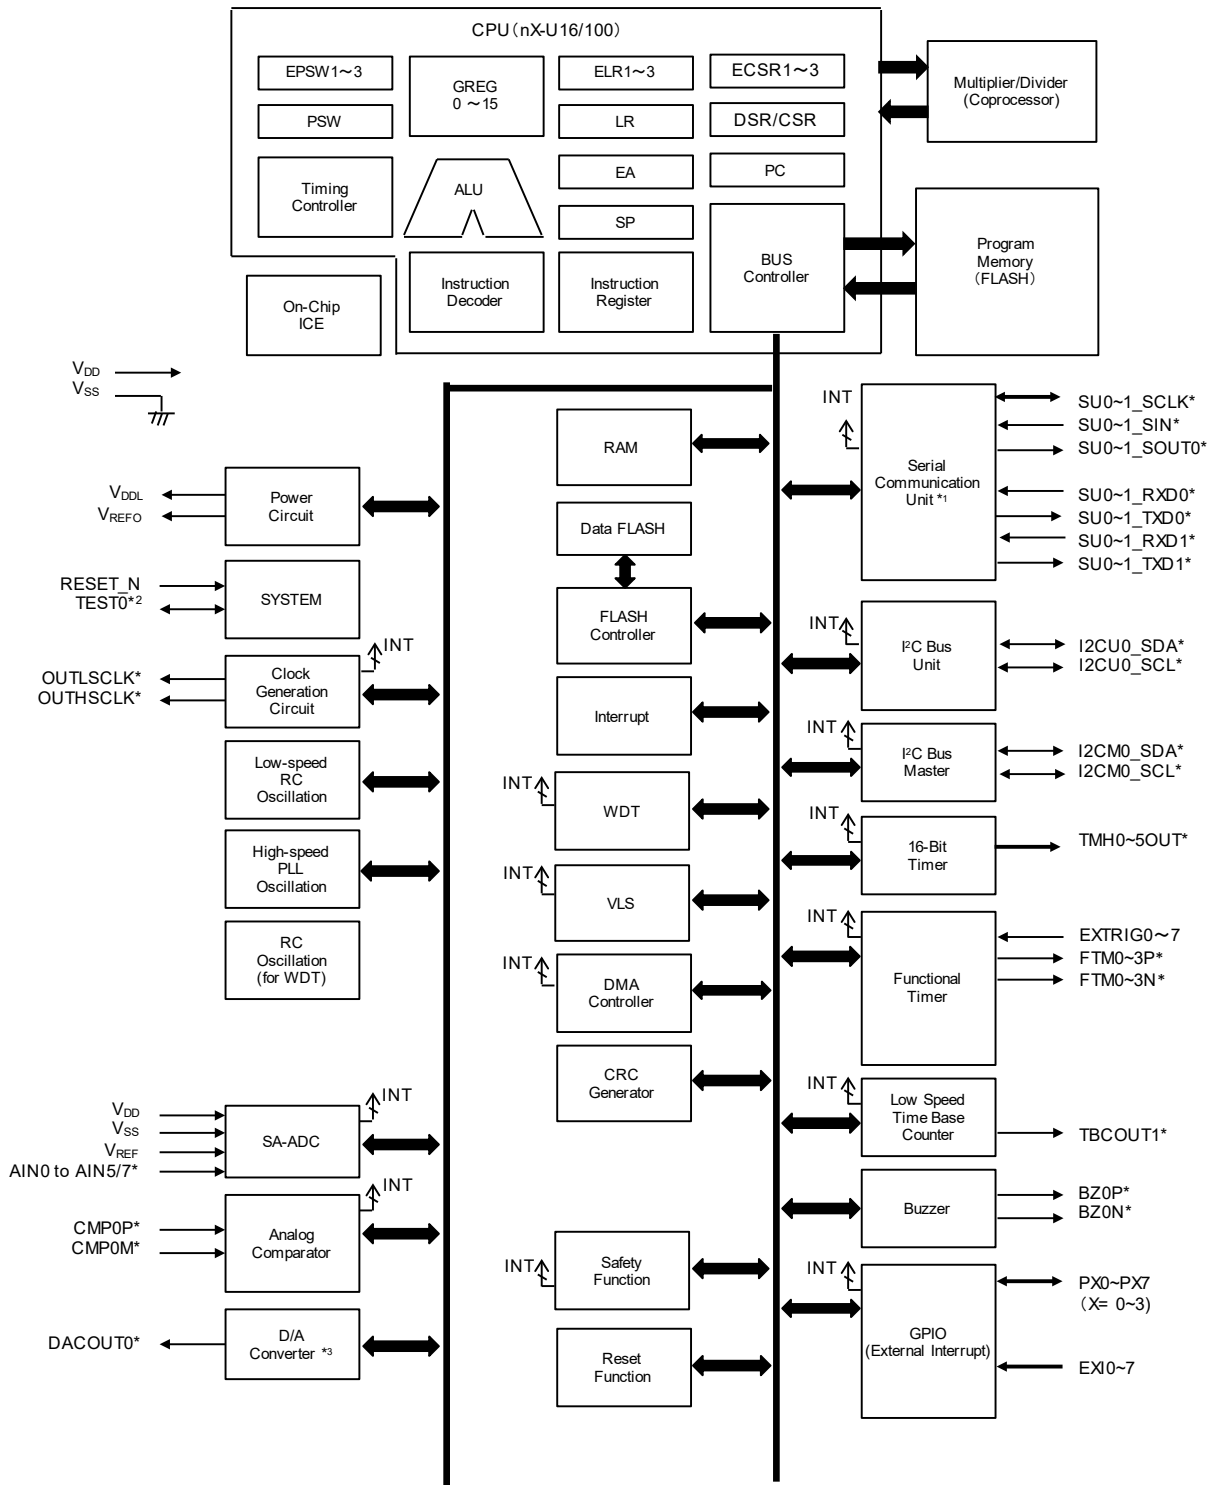 CPU（nX-U16/100）
EPSW1～3
GREG
0 ～15
ELR1～3
ECSR1～3
PSW
LR
DSR/CSR
Timing
Controller
ALU
EA
PC
SP
BUS
Controller
Instruction
Decoder
Instruction
Register
On-Chip
ICE
Multiplier/Divider
(Coprocessor)
Program
Memory
（FLASH）
VDD
VSS
VDDL
VREFO
Power
Circuit
RESET_N
TEST0*2
SYSTEM
OUTLSCLK*
OUTHSCLK*
Clock
Generation
Circuit
INT
Low-speed
RC
Oscillation
High-speed
PLL
Oscillation
RC
Oscillation
(for WDT)
VDD
VSS
VREF
AIN0 to AIN5/7*
SA-ADC
INT
CMP0P*
CMP0M*
Analog
Comparator
INT
DACOUT0*
D/A
Converter *3
RAM
Data FLASH
FLASH
Controller
Interrupt
INT
WDT
INT
VLS
INT
DMA
Controller
CRC
Generator
INT
Safety
Function
Reset
Function
INT
Serial
Communication
Unit *1
SU0~1_SCLK*
SU0~1_SIN*
SU0~1_SOUT0*
SU0~1_RXD0*
SU0~1_TXD0*
SU0~1_RXD1*
SU0~1_TXD1*
INT
I²C Bus
Unit
I2CU0_SDA*
I2CU0_SCL*
INT
I²C Bus
Master
I2CM0_SDA*
I2CM0_SCL*
INT
16-Bit
Timer
TMH0~5OUT*
INT
Functional
Timer
EXTRIG0～7
FTM0~3P*
FTM0~3N*
INT
Low Speed
Time Base
Counter
TBCOUT1*
Buzzer
BZ0P*
BZ0N*
INT
GPIO
(External Interrupt)
PX0~PX7
（X= 0~3)
EXI0~7